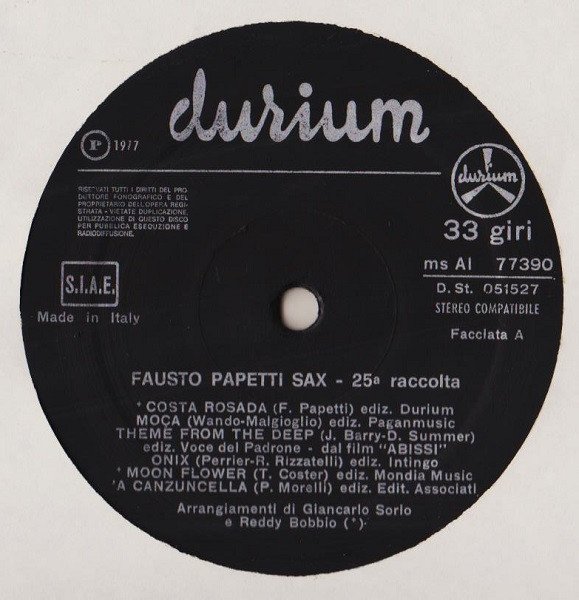 durium
P 1977
RISERVATI TUTTI I DIRITTI DEL PRO
DUTTORE FONOGRAFICO E DEL
PROPRIETARIO DELL'OPERA REGI
STRATA - VIETATE DUPLICAZIONE,
UTILIZZAZIONE DI QUESTO DISCO
PER PUBBLICA ESECUZIONE E
RADIODIFFUSIONE.
durium
33 giri
ms AI 77390
D. St. 051527
STEREO COMPATIBILE
Facciata A
S.I.A.E.
Made in Italy
FAUSTO PAPETTI SAX - 25ª raccolta
+COSTA ROSADA (F. Papetti) ediz. Durium
MOÇA (Wando-Malgioglio) ediz. Paganmusic
THEME FROM THE DEEP (J. Barry-D. Summer)
ediz. Voce del Padrone - dal film "ABISSI"
ONIX (Perrier-R. Rizzatelli) ediz. Intingo
+MOON FLOWER (T. Coster) ediz. Mondia Music
'A CANZUNCELLA (P. Morelli) ediz. Edit. Associati
Arrangiamenti di Giancarlo Sorio
e Reddy Bobbio (+)